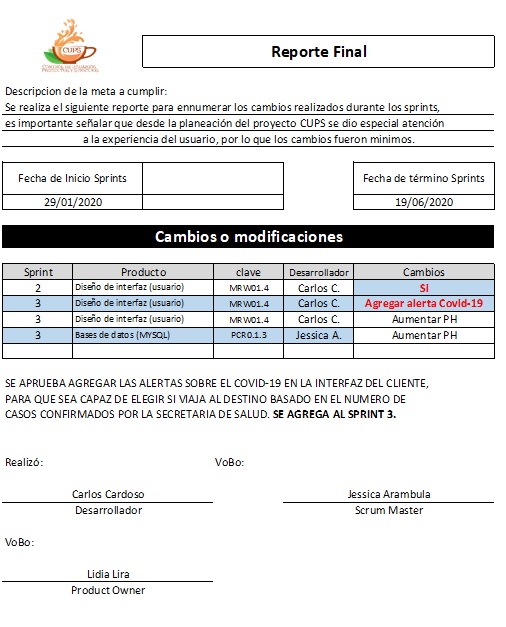 CUPS
Reporte Final
Descripcion de la meta a cumplir:
Se realiza el siguiente reporte para ennumerar los cambios realizados durante los sprints,
es importante señalar que desde la planeación del proyecto CUPS se dio especial atención
a la experiencia del usuario, por lo que los cambios fueron minimos.
Fecha de Inicio Sprints Fecha de término Sprints
29/01/2020 19/06/2020
Cambios o modificaciones
Sprint Producto clave Desarrollador Cambios
2 Diseño de interfaz (usuario) MRW01.4 Carlos C. SI
3 Diseño de interfaz (usuario) MRW01.4 Carlos C. Agregar alerta Covid-19
3 Diseño de interfaz (usuario) MRW01.4 Carlos C. Aumentar PH
3 Bases de datos (MYSQL) PCR0.1.3 Jessica A. Aumentar PH
SE APRUEBA AGREGAR LAS ALERTAS SOBRE EL COVID-19 EN LA INTERFAZ DEL CLIENTE,
PARA QUE SEA CAPAZ DE ELEGIR SI VIAJA AL DESTINO BASADO EN EL NUMERO DE
CASOS CONFIRMADOS POR LA SECRETARIA DE SALUD. SE AGREGA AL SPRINT 3.
Realizó: VoBo:
Carlos Cardoso Jessica Arambula
Desarrollador Scrum Master
VoBo:
Lidia Lira
Product Owner